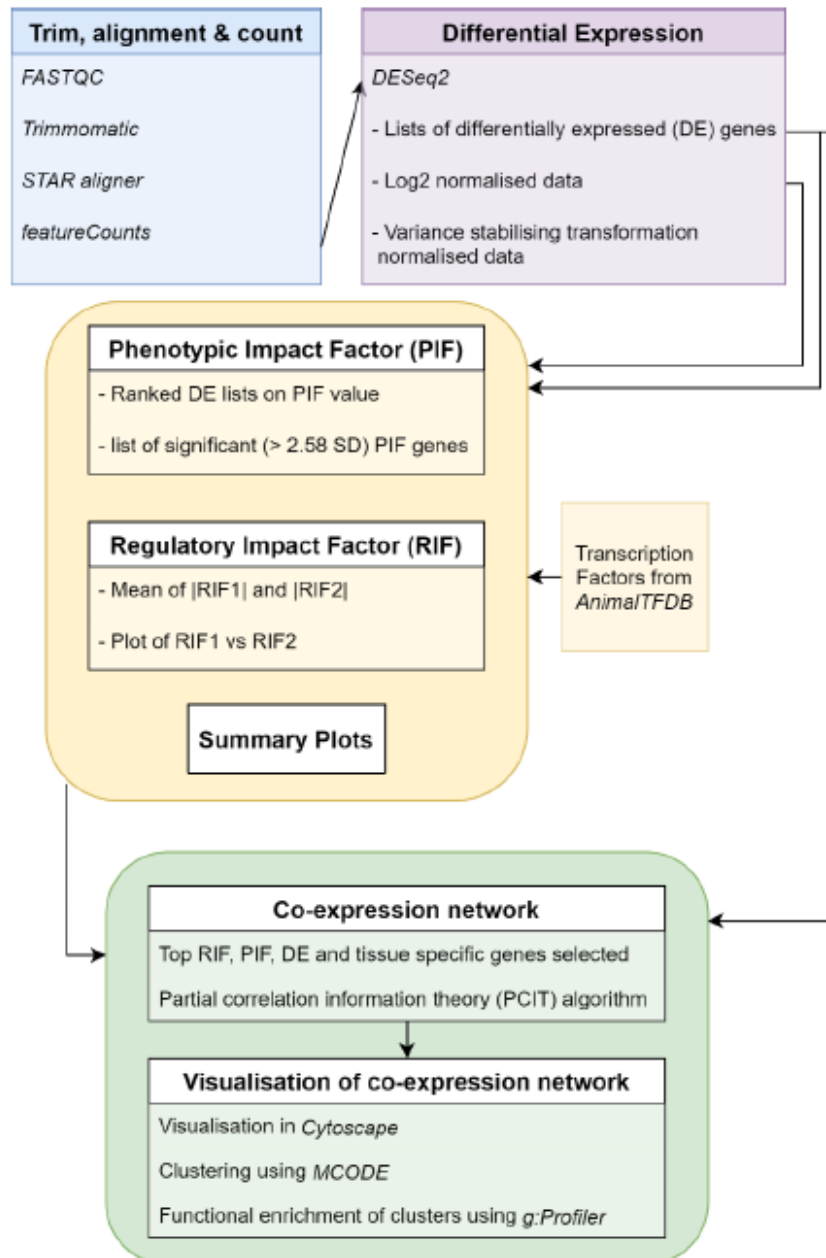 Trim, alignment & count
FASTQC
Trimmomatic
STAR aligner
featureCounts
Differential Expression
DESeq2
- Lists of differentially expressed (DE) genes
- Log2 normalised data
- Variance stabilising transformation
normalised data
Phenotypic Impact Factor (PIF)
- Ranked DE lists on PIF value
- list of significant (> 2.58 SD) PIF genes
Regulatory Impact Factor (RIF)
- Mean of |RIF1| and |RIF2|
- Plot of RIF1 vs RIF2
Summary Plots
Transcription
Factors from
AnimalTFDB
Co-expression network
Top RIF, PIF, DE and tissue specific genes selected
Partial correlation information theory (PCIT) algorithm
Visualisation of co-expression network
Visualisation in Cytoscape
Clustering using MCODE
Functional enrichment of clusters using g:Profiler